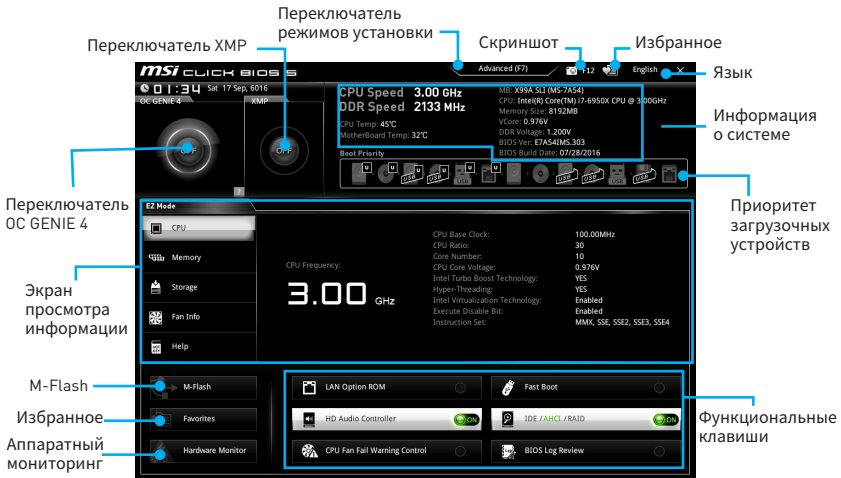 Переключатель
режимов установки
Переключатель XMP
Скриншот
Избранное
Язык
Информация
о системе
Приоритет
загрузочных
устройств
Переключатель
OC GENIE 4
Экран
просмотра
информации
M-Flash
Избранное
Аппаратный
мониторинг
Функциональные
клавиши
msi CLICK BIOS 5
Advanced (F7)
F12
English
X
01:34 Sat 17 Sep, 6016
OC GENIE 4
XMP
OFF
OFF
?
CPU Speed 3.00 GHz
DDR Speed 2133 MHz
CPU Temp: 45°C
MotherBoard Temp: 32°C
MB: X99A SLI (MS-7A54)
CPU: Intel(R) Core(TM) i7-6950X CPU @ 3.00GHz
Memory Size: 8192MB
VCore: 0.976V
DDR Voltage: 1.200V
BIOS Ver: E7A54IMS.303
BIOS Build Date: 07/28/2016
Boot Priority
U U U U U U
USB USB USB USB USB USB
EZ Mode
CPU
Memory
Storage
Fan Info
Help
CPU Frequency:
3.00 GHz
CPU Base Clock: 100.00MHz
CPU Ratio: 30
Core Number: 10
CPU Core Voltage: 0.976V
Intel Turbo Boost Technology: YES
Hyper-Threading: YES
Intel Virtualization Technology: Enabled
Execute Disable Bit: Enabled
Instruction Set: MMX, SSE, SSE2, SSE3, SSE4
M-Flash
Favorites
Hardware Monitor
LAN Option ROM
Fast Boot
HD Audio Controller ON
IDE / AHCI / RAID ON
CPU Fan Fail Warning Control
BIOS Log Review